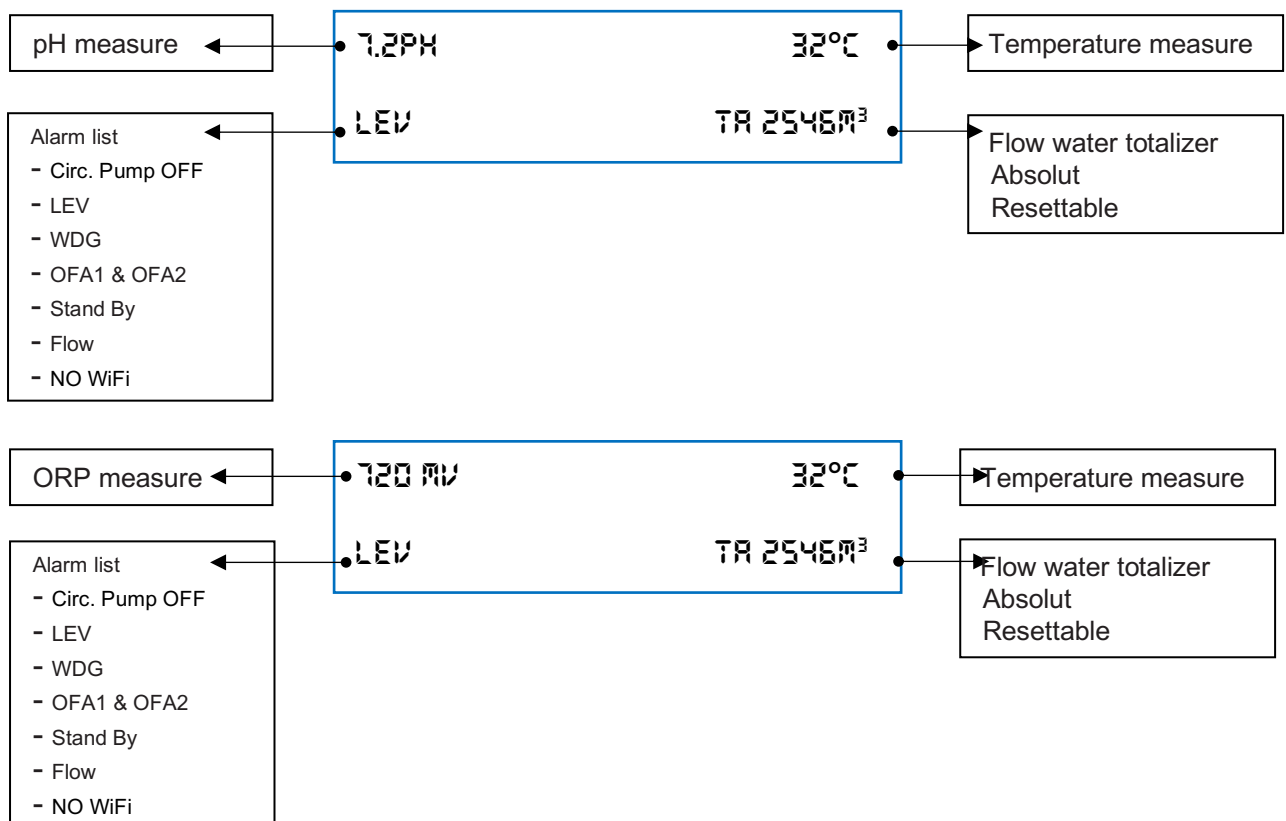 pH measure
7.2PH
32°C
Temperature measure
Alarm list
- Circ. Pump OFF
- LEV
- WDG
- OFA1 & OFA2
- Stand By
- Flow
- NO WiFi
LEV
TA 2546M³
Flow water totalizer
Absolut
Resettable
ORP measure
720 MV
32°C
Temperature measure
Alarm list
- Circ. Pump OFF
- LEV
- WDG
- OFA1 & OFA2
- Stand By
- Flow
- NO WiFi
LEV
TA 2546M³
Flow water totalizer
Absolut
Resettable